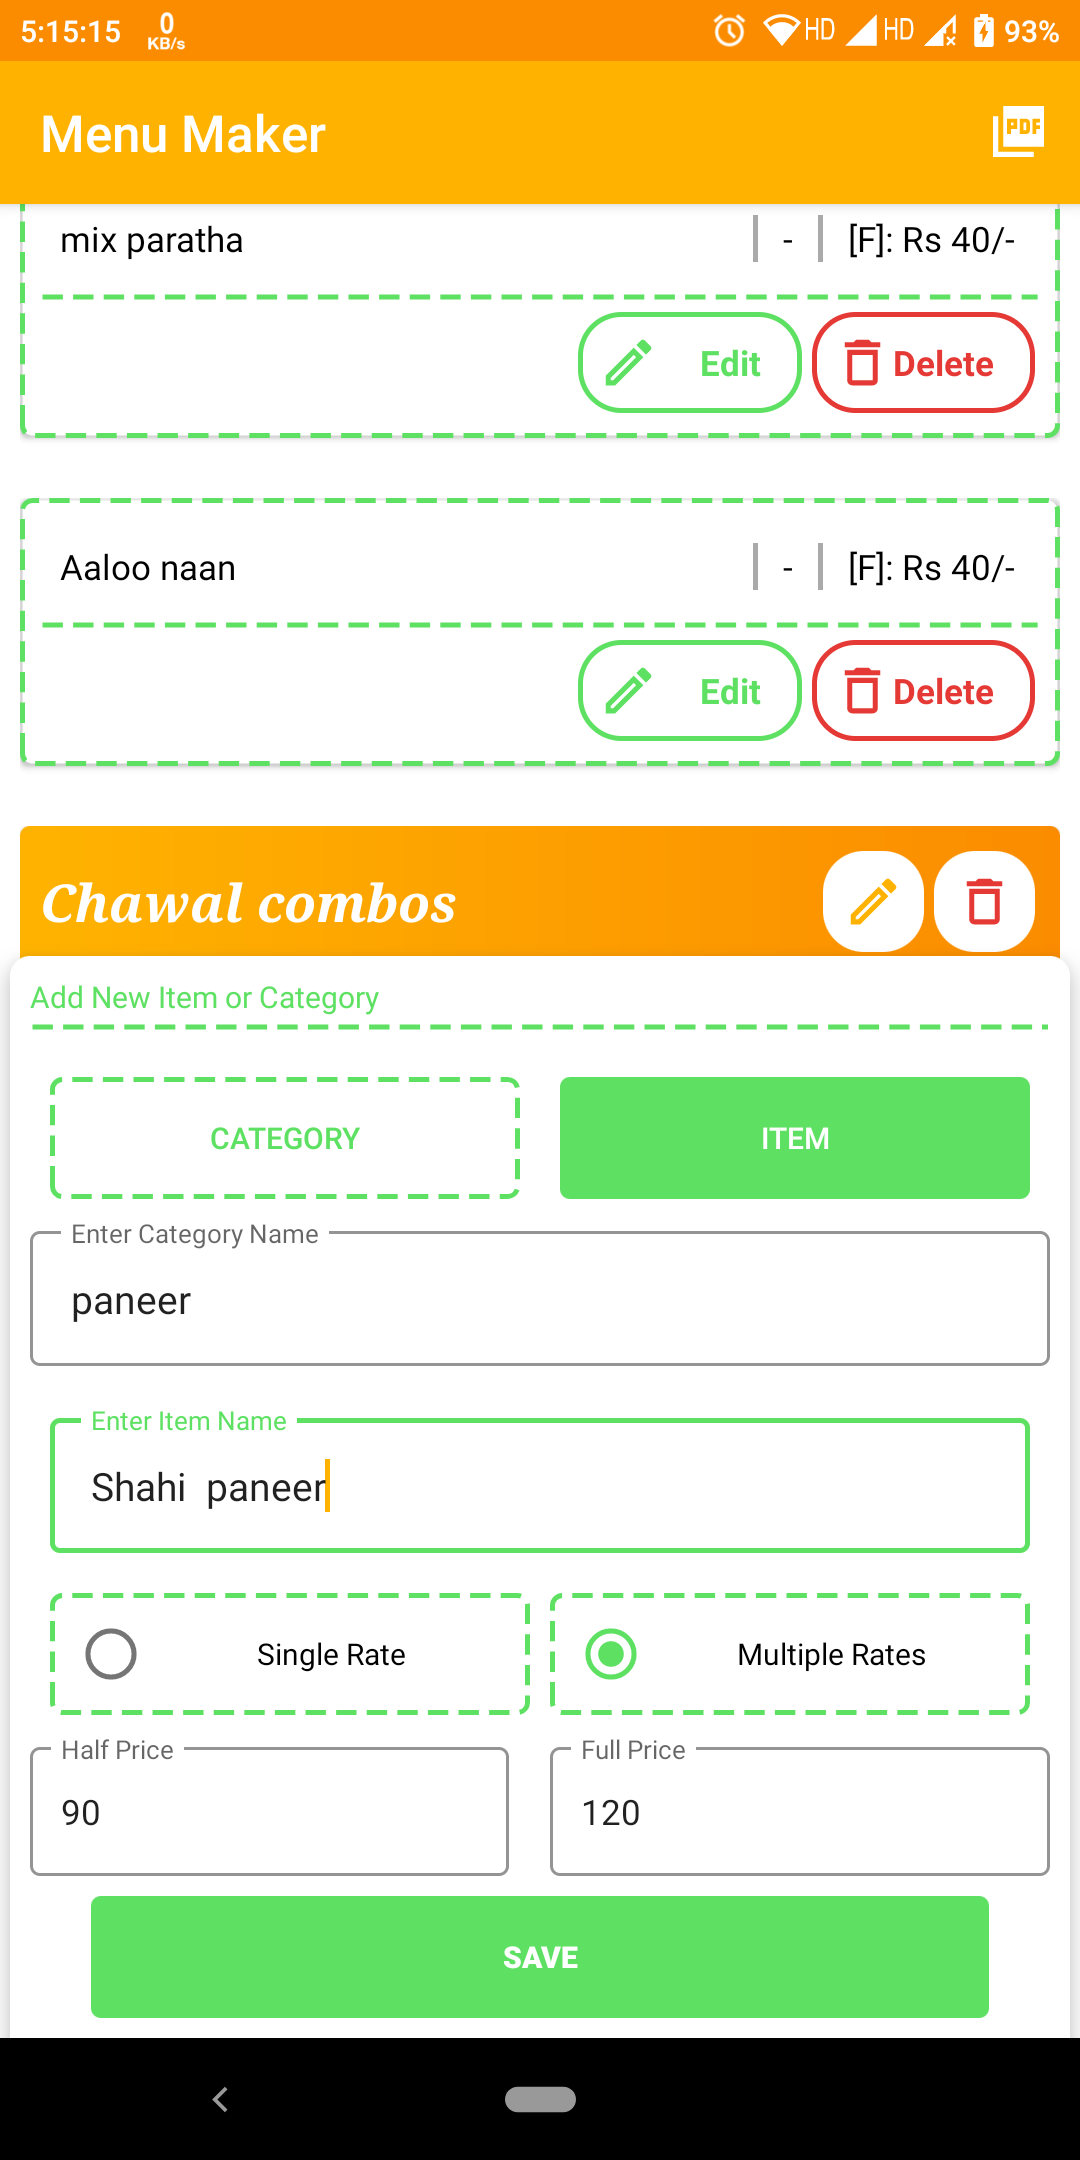 5:15:15 0 KB/s HD HD 93%
Menu Maker PDF
mix paratha | - | [F]: Rs 40/-
Edit Delete
Aaloo naan | - | [F]: Rs 40/-
Edit Delete
Chawal combos
Add New Item or Category
CATEGORY ITEM
Enter Category Name
paneer
Enter Item Name
Shahi  paneer
Single Rate Multiple Rates
Half Price Full Price
90 120
SAVE